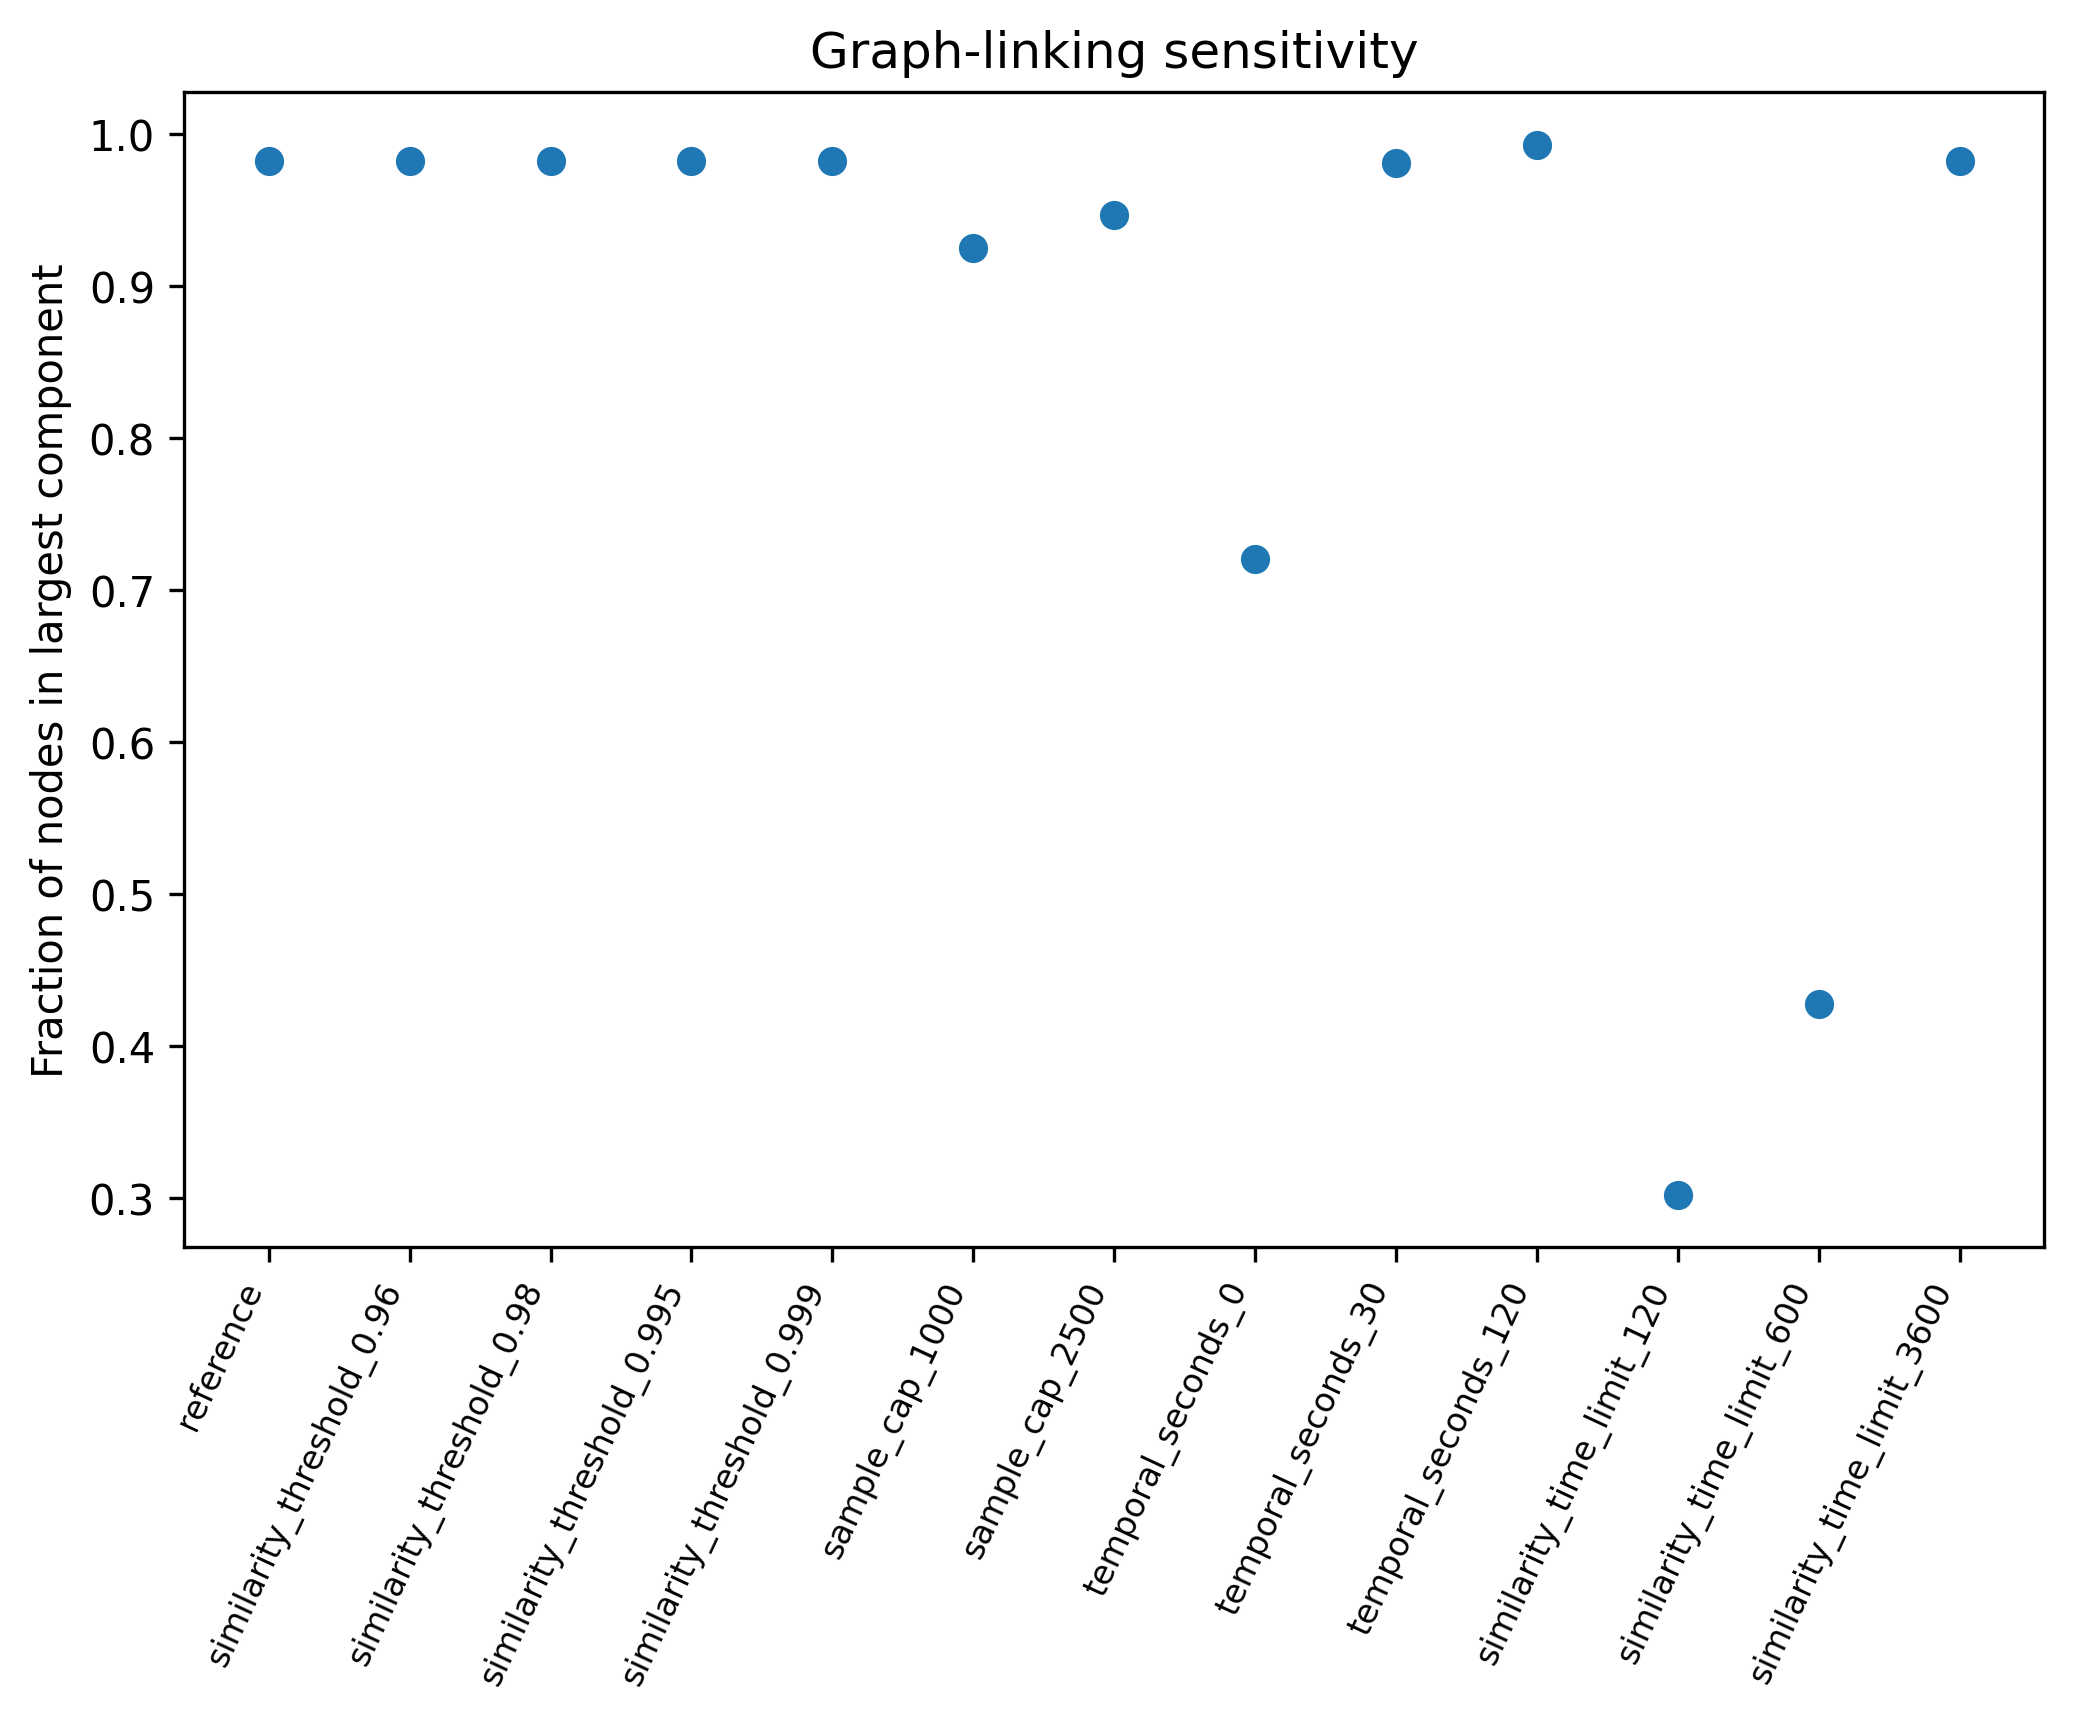 Graph-linking sensitivity
Fraction of nodes in largest component
1.0
0.9
0.8
0.7
0.6
0.5
0.4
0.3
reference
similarity_threshold_0.96
similarity_threshold_0.98
similarity_threshold_0.995
similarity_threshold_0.999
sample_cap_1000
sample_cap_2500
temporal_seconds_0
temporal_seconds_30
temporal_seconds_120
similarity_time_limit_120
similarity_time_limit_600
similarity_time_limit_3600